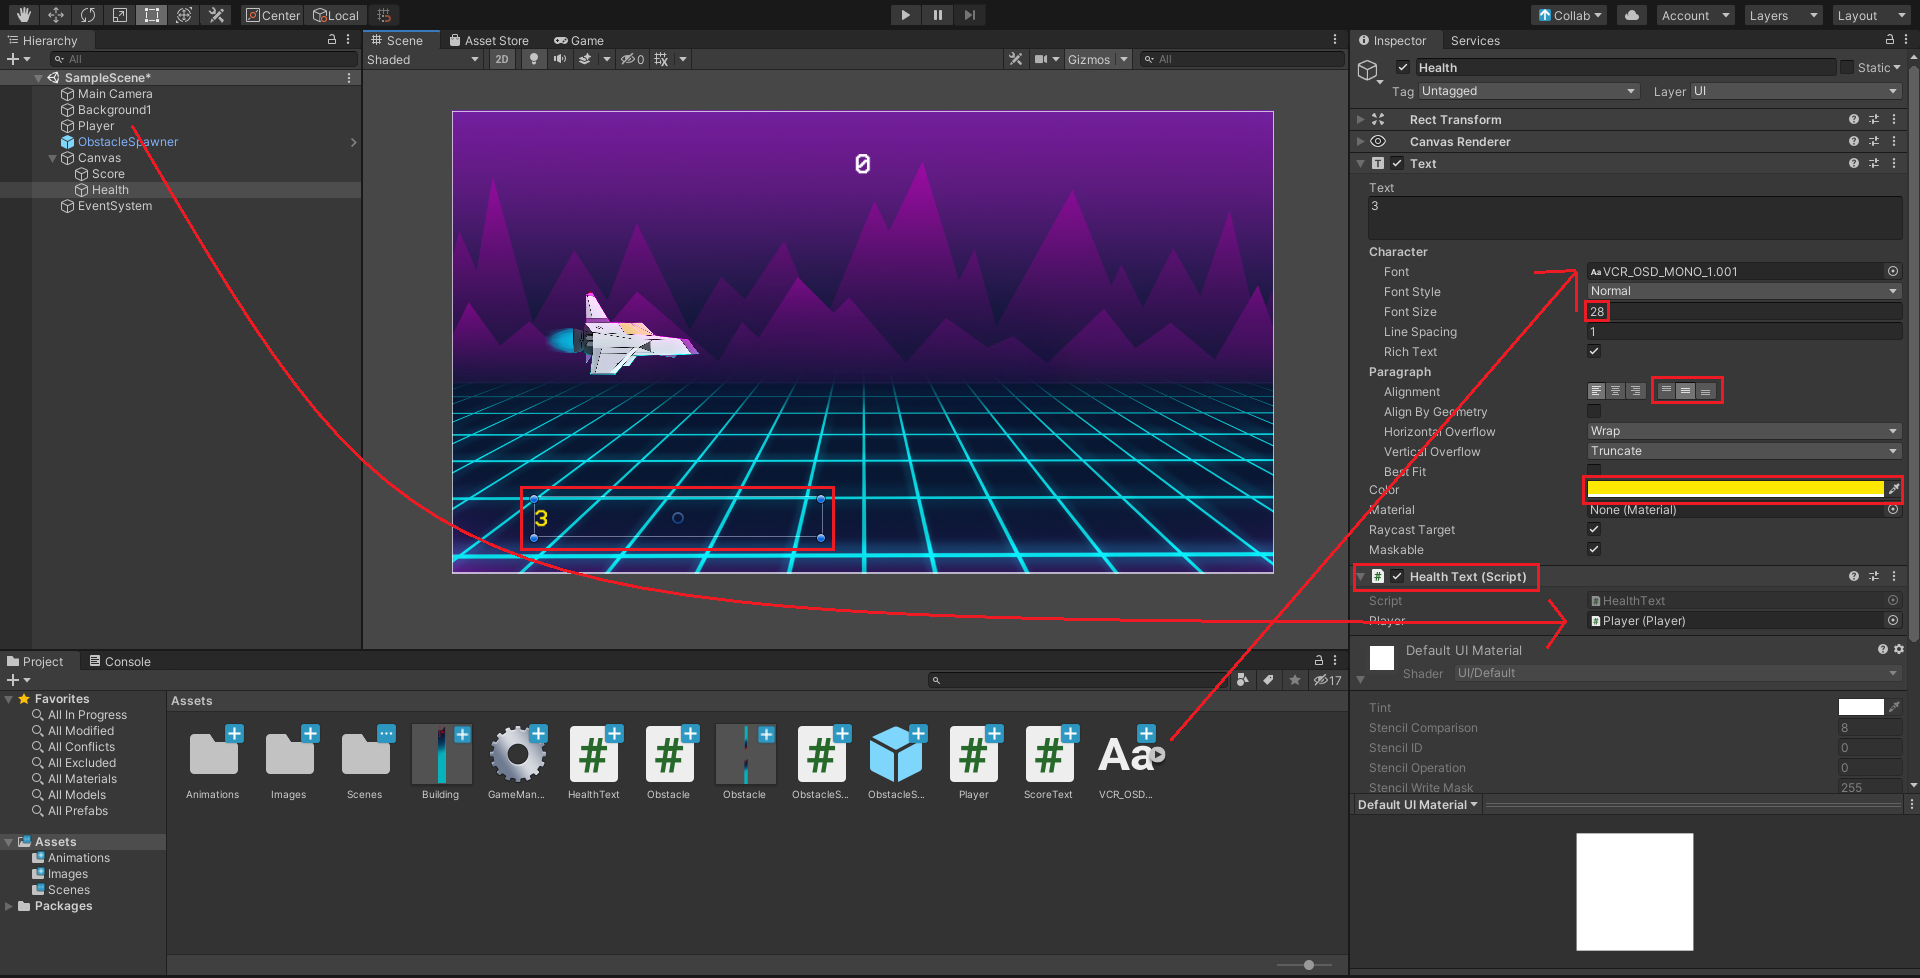 Center
Local
Collab
Account
Layers
Layout
Hierarchy
All
SampleScene*
Main Camera
Background1
Player
ObstacleSpawner
Canvas
Score
Health
EventSystem
Scene
Asset Store
Game
Shaded
2D
0
Gizmos
All
0
3
Inspector
Services
Health
Static
Tag
Untagged
Layer
UI
Rect Transform
Canvas Renderer
T
Text
Text
3
Character
Font
Aa VCR_OSD_MONO_1.001
Font Style
Normal
Font Size
28
Line Spacing
1
Rich Text
Paragraph
Alignment
Align By Geometry
Horizontal Overflow
Wrap
Vertical Overflow
Truncate
Best Fit
Color
Material
None (Material)
Raycast Target
Maskable
# Health Text (Script)
Script
# HealthText
Player
# Player (Player)
Default UI Material
Shader
UI/Default
Tint
Stencil Comparison
8
Stencil ID
0
Stencil Operation
0
Stencil Write Mask
255
Default UI Material
Project
Console
17
Favorites
All In Progress
All Modified
All Conflicts
All Excluded
All Materials
All Models
All Prefabs
Assets
Animations
Images
Scenes
Packages
Assets
Animations
Images
Scenes
Building
GameMan...
#
HealthText
#
Obstacle
Obstacle
#
ObstacleS...
ObstacleS...
#
Player
#
ScoreText
Aa
VCR_OSD...